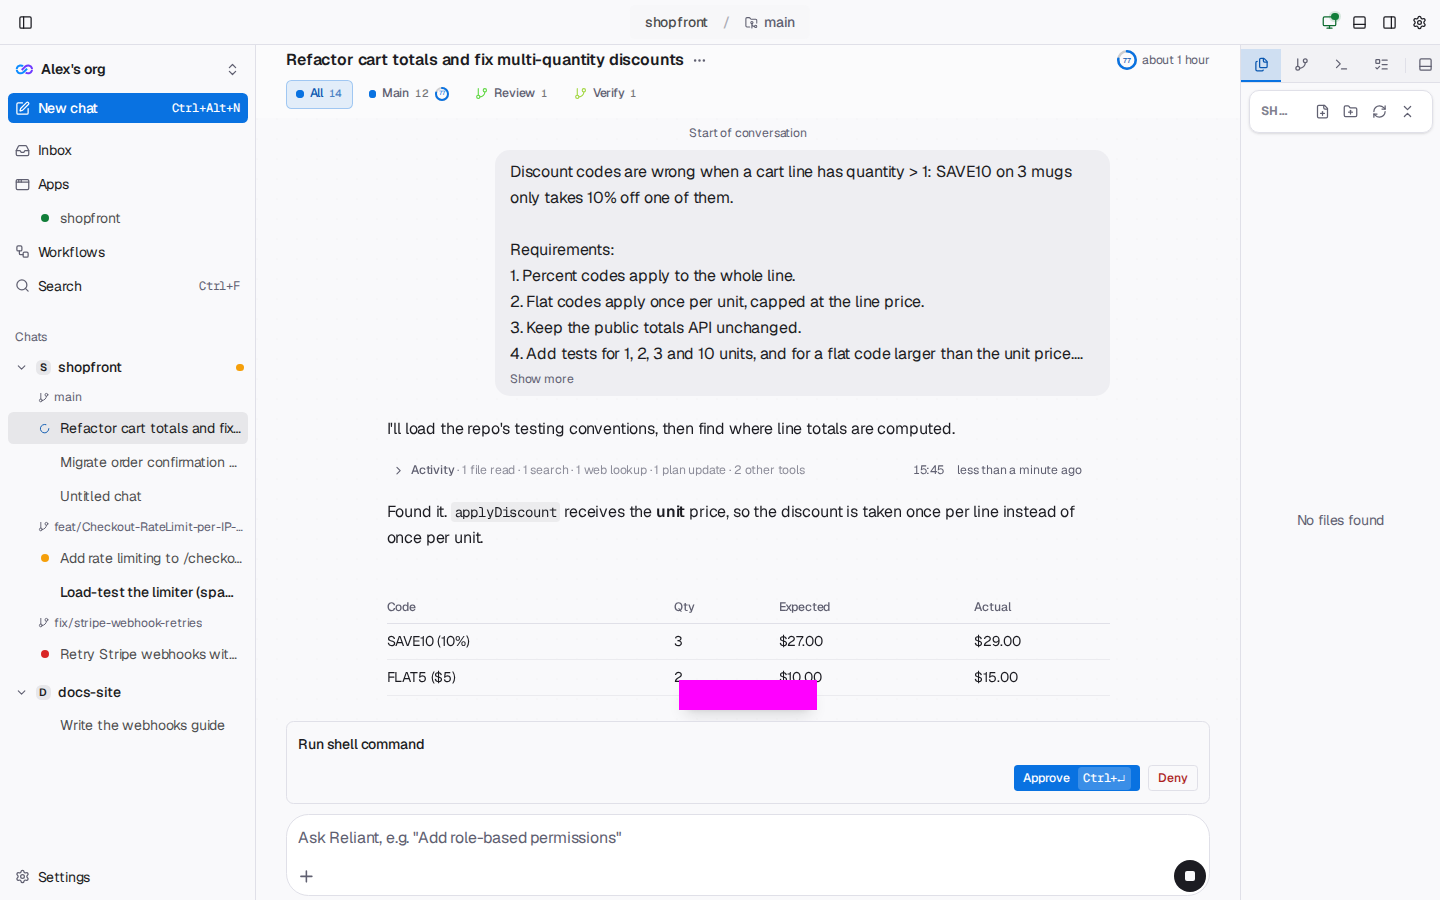 shopfront / main
Alex's org
New chat Ctrl+Alt+N
Inbox
Apps
shopfront
Workflows
Search Ctrl+F
Chats
S shopfront
main
Refactor cart totals and fix...
Migrate order confirmation ...
Untitled chat
feat/Checkout-RateLimit-per-IP-...
Add rate limiting to /checko...
Load-test the limiter (spa...
fix/stripe-webhook-retries
Retry Stripe webhooks wit...
D docs-site
Write the webhooks guide
Settings
Refactor cart totals and fix multi-quantity discounts
77 about 1 hour
All 14 Main 12 77 Review 1 Verify 1
Start of conversation
Discount codes are wrong when a cart line has quantity > 1: SAVE10 on 3 mugs
only takes 10% off one of them.
Requirements:
1. Percent codes apply to the whole line.
2. Flat codes apply once per unit, capped at the line price.
3. Keep the public totals API unchanged.
4. Add tests for 1, 2, 3 and 10 units, and for a flat code larger than the unit price....
Show more
I'll load the repo's testing conventions, then find where line totals are computed.
Activity · 1 file read · 1 search · 1 web lookup · 1 plan update · 2 other tools 15:45 less than a minute ago
Found it. applyDiscount receives the unit price, so the discount is taken once per line instead of
once per unit.
Code Qty Expected Actual
SAVE10 (10%) 3 $27.00 $29.00
FLAT5 ($5) 2 $10.00 $15.00
Run shell command
Approve Ctrl+↵ Deny
Ask Reliant, e.g. "Add role-based permissions"
SH...
No files found